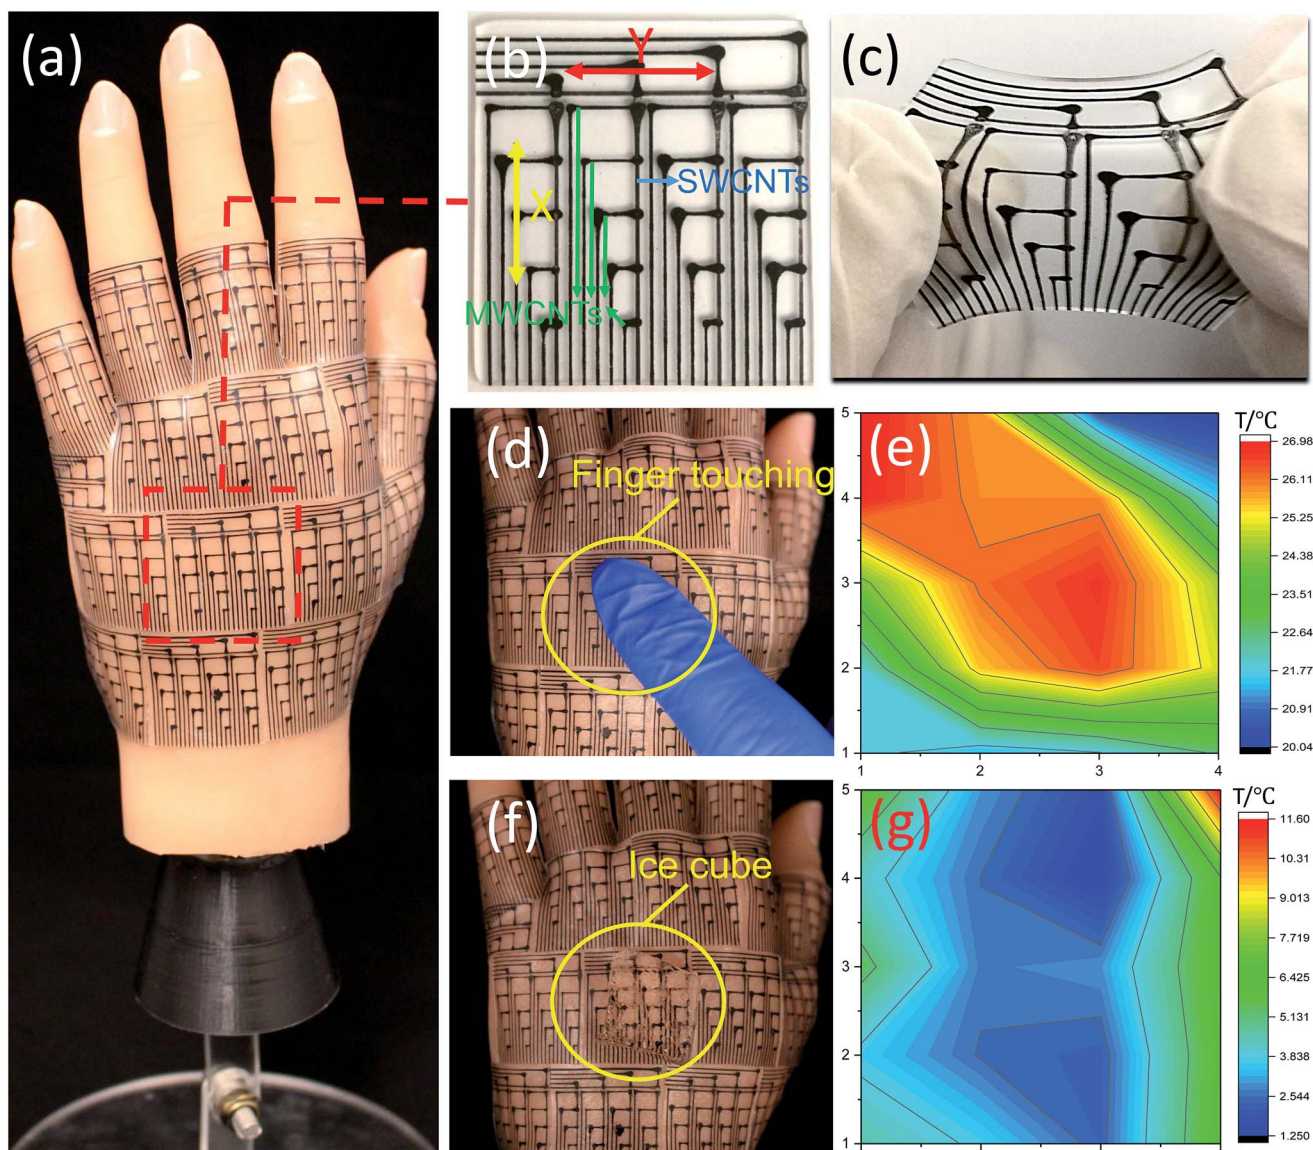 (a)
(b)
Y
X
SWCNTs
MWCNTs
(c)
(d)
Finger touching
(e)
5
4
3
2
1
1
2
3
4
T/°C
26.98
26.11
25.25
24.38
23.51
22.64
21.77
20.91
20.04
(f)
Ice cube
(g)
5
4
3
2
1
T/°C
11.60
10.31
9.013
7.719
6.425
5.131
3.838
2.544
1.250